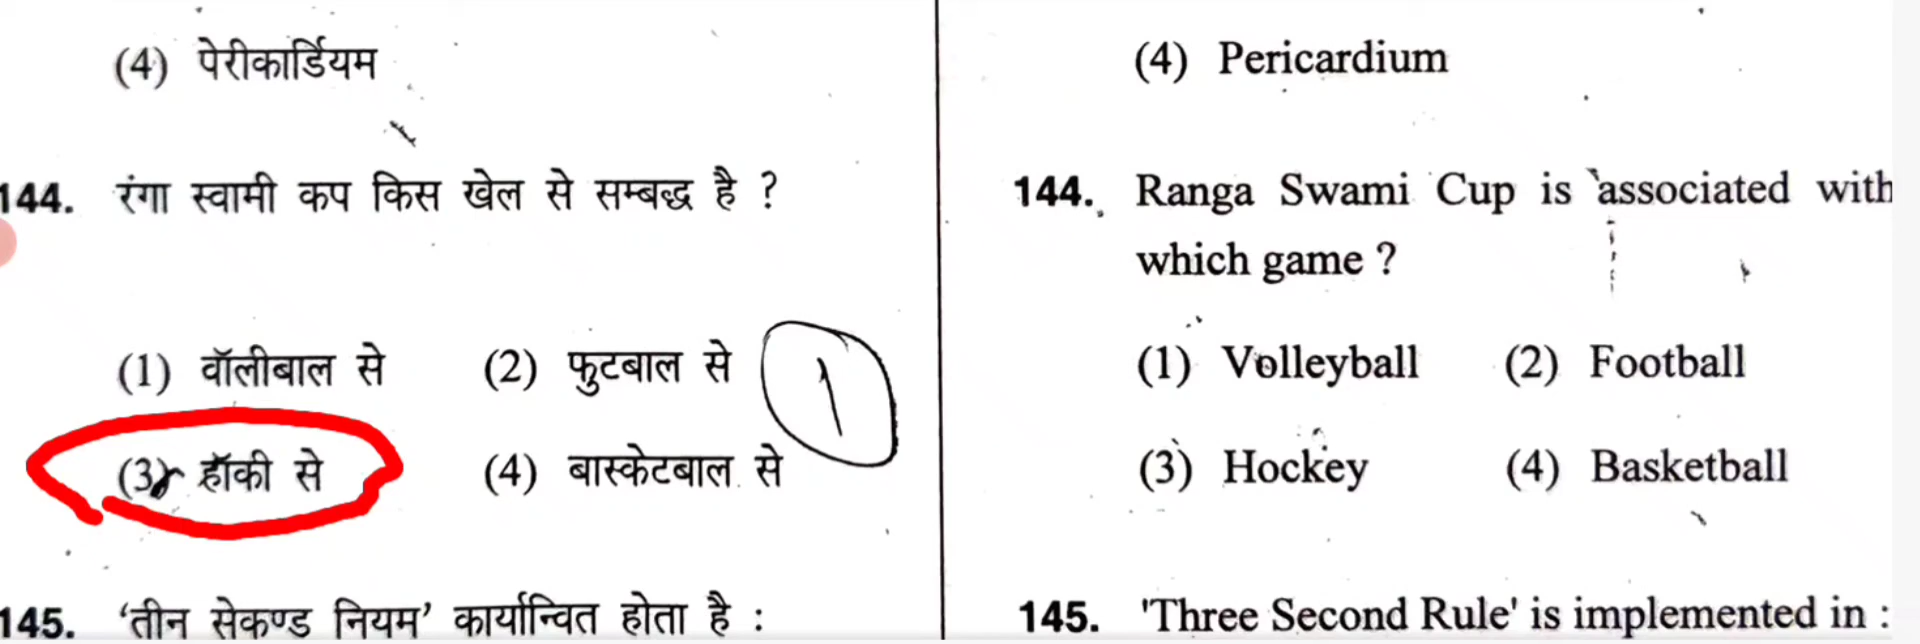 (4) पेरीकार्डियम
144. रंगा स्वामी कप किस खेल से सम्बद्ध है ?
(1) वॉलीबाल से (2) फुटबाल से
1
(3) हॉकी से (4) बास्केटबाल से
145. ‘तीन सेकण्ड नियम’ कार्यान्वित होता है :
(4) Pericardium
144. Ranga Swami Cup is associated with
which game ?
(1) Volleyball (2) Football
(3) Hockey (4) Basketball
145. 'Three Second Rule' is implemented in :